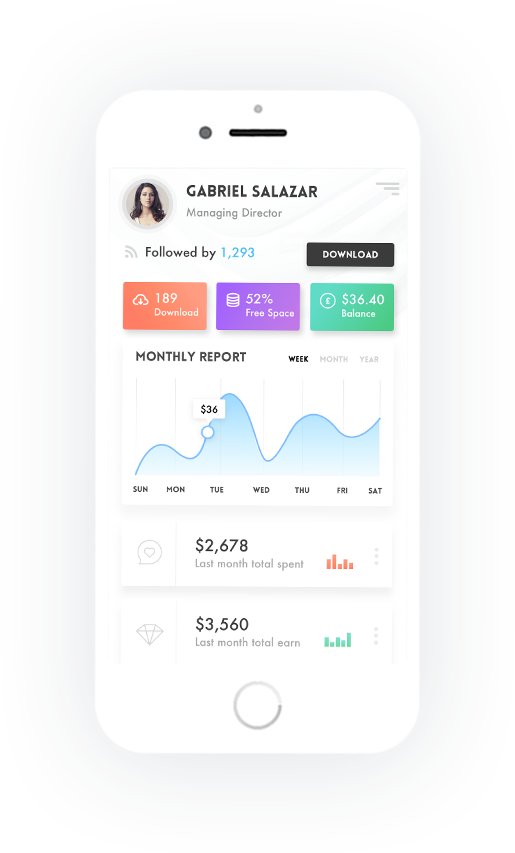 GABRIEL SALAZAR
Managing Director
Followed by 1,293
DOWNLOAD
189
Download
52%
Free Space
£
$36.40
Balance
MONTHLY REPORT
WEEK MONTH YEAR
$36
SUN MON TUE WED THU FRI SAT
$2,678
Last month total spent
$3,560
Last month total earn